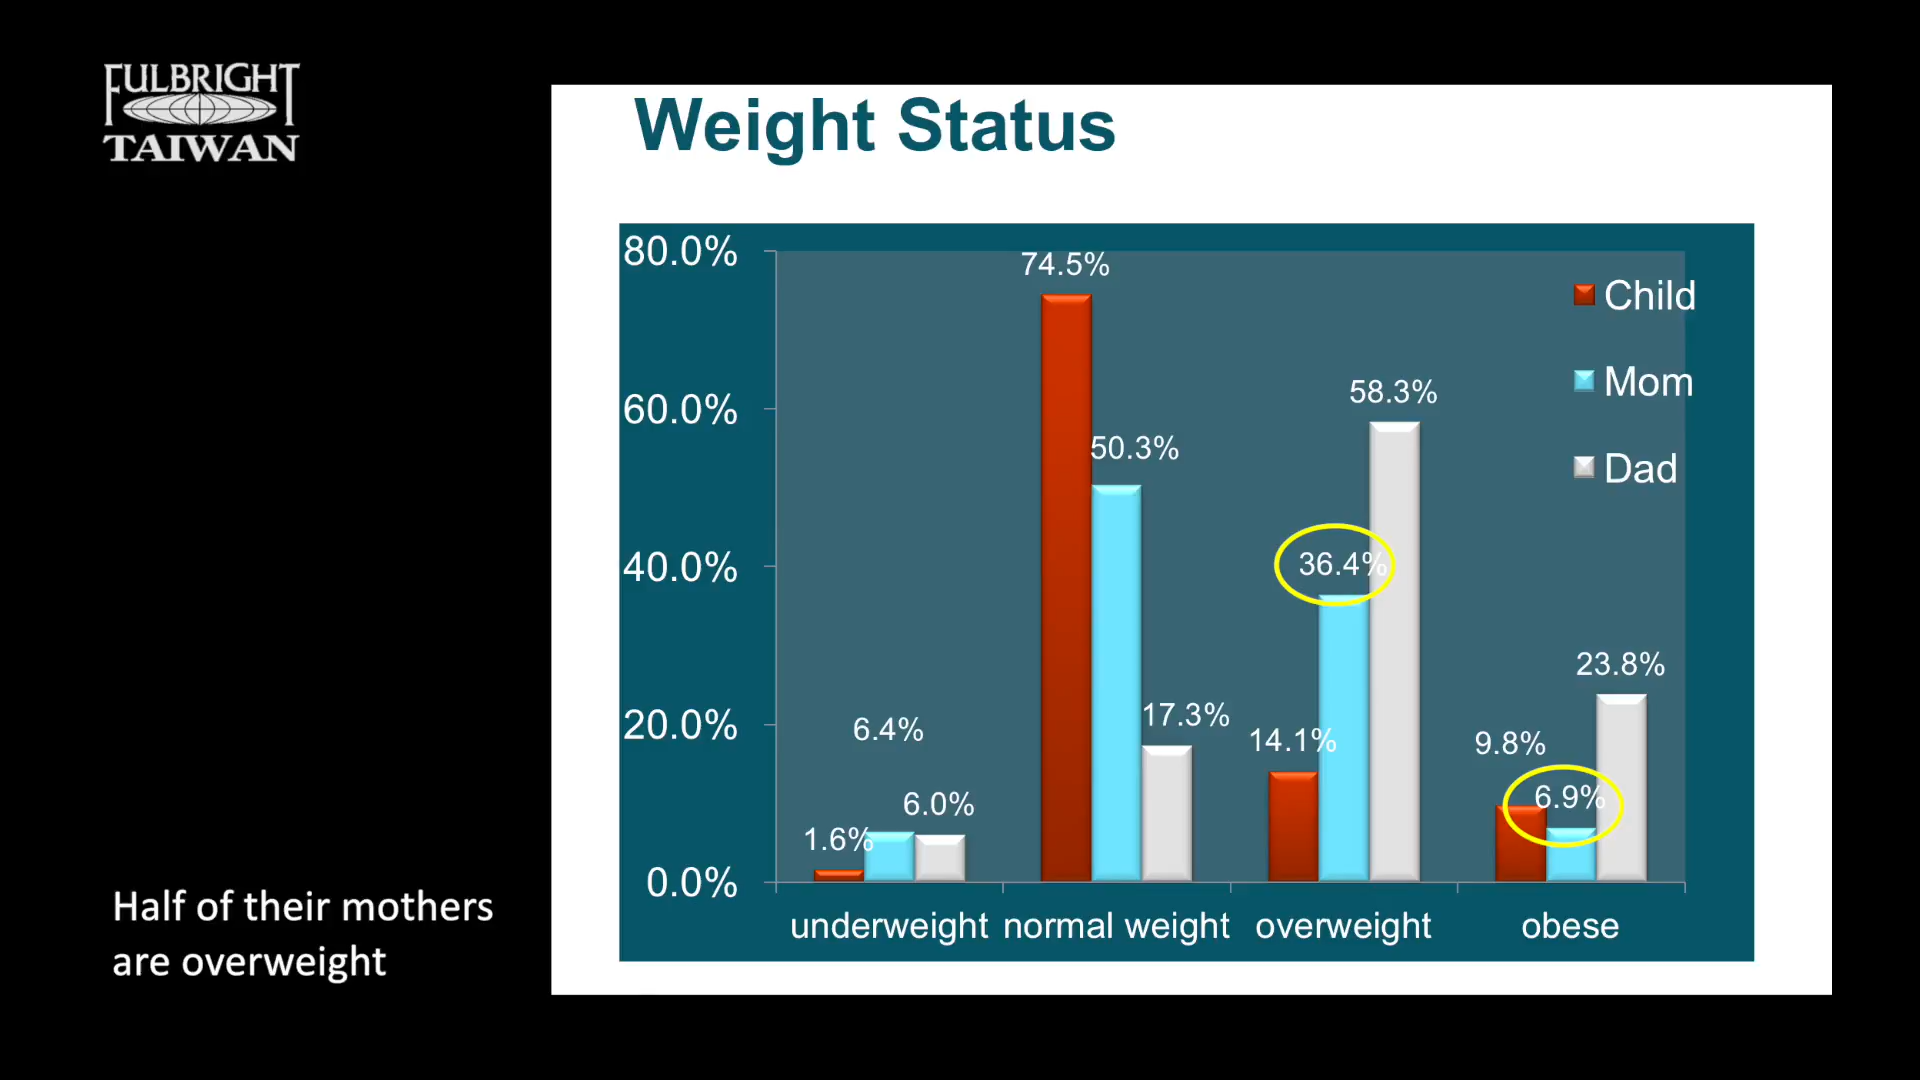 FULBRIGHT
TAIWAN
Weight Status
80.0%
60.0%
40.0%
20.0%
0.0%
1.6%
6.4%
6.0%
74.5%
50.3%
17.3%
14.1%
36.4%
58.3%
9.8%
6.9%
23.8%
Child
Mom
Dad
underweight normal weight overweight obese
Half of their mothers
are overweight